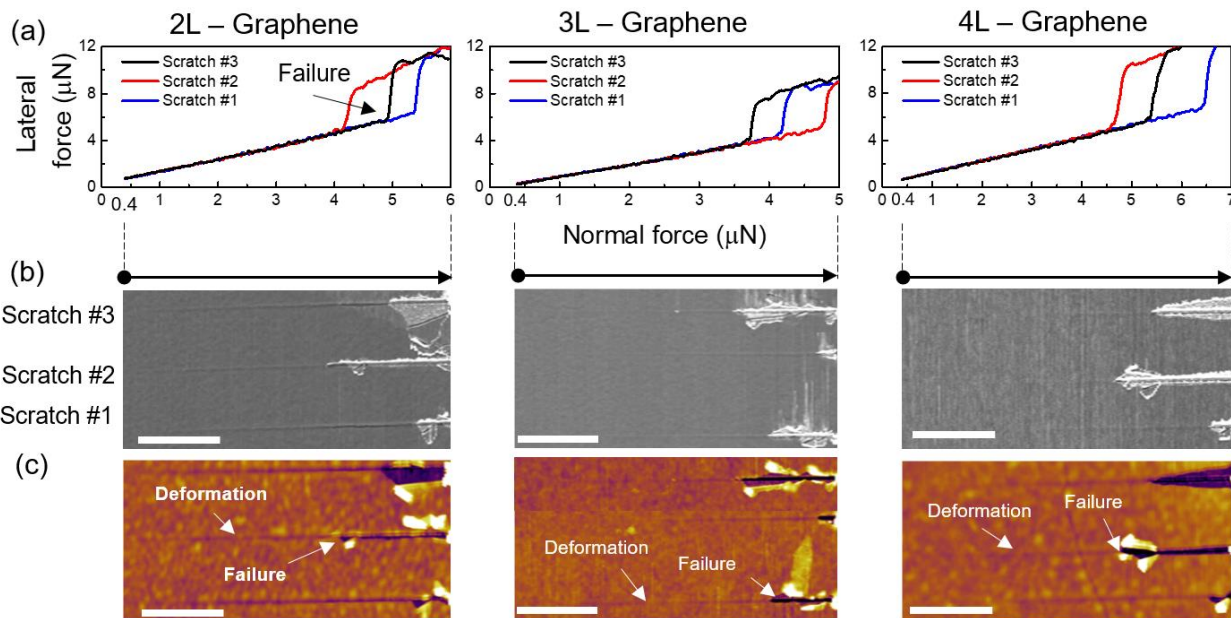 (a)
2L – Graphene
3L – Graphene
4L – Graphene
Lateral
force (μN)
12
8
4
0
Scratch #3
Scratch #2
Scratch #1
Failure
0 0.4 1 2 3 4 5 6
12
8
4
0
Scratch #3
Scratch #2
Scratch #1
0 0.4 1 2 3 4 5
12
8
4
0
Scratch #3
Scratch #2
Scratch #1
0 0.4 1 2 3 4 5 6 7
Normal force (μN)
(b)
Scratch #3
Scratch #2
Scratch #1
(c)
Deformation
Failure
Deformation
Failure
Deformation
Failure